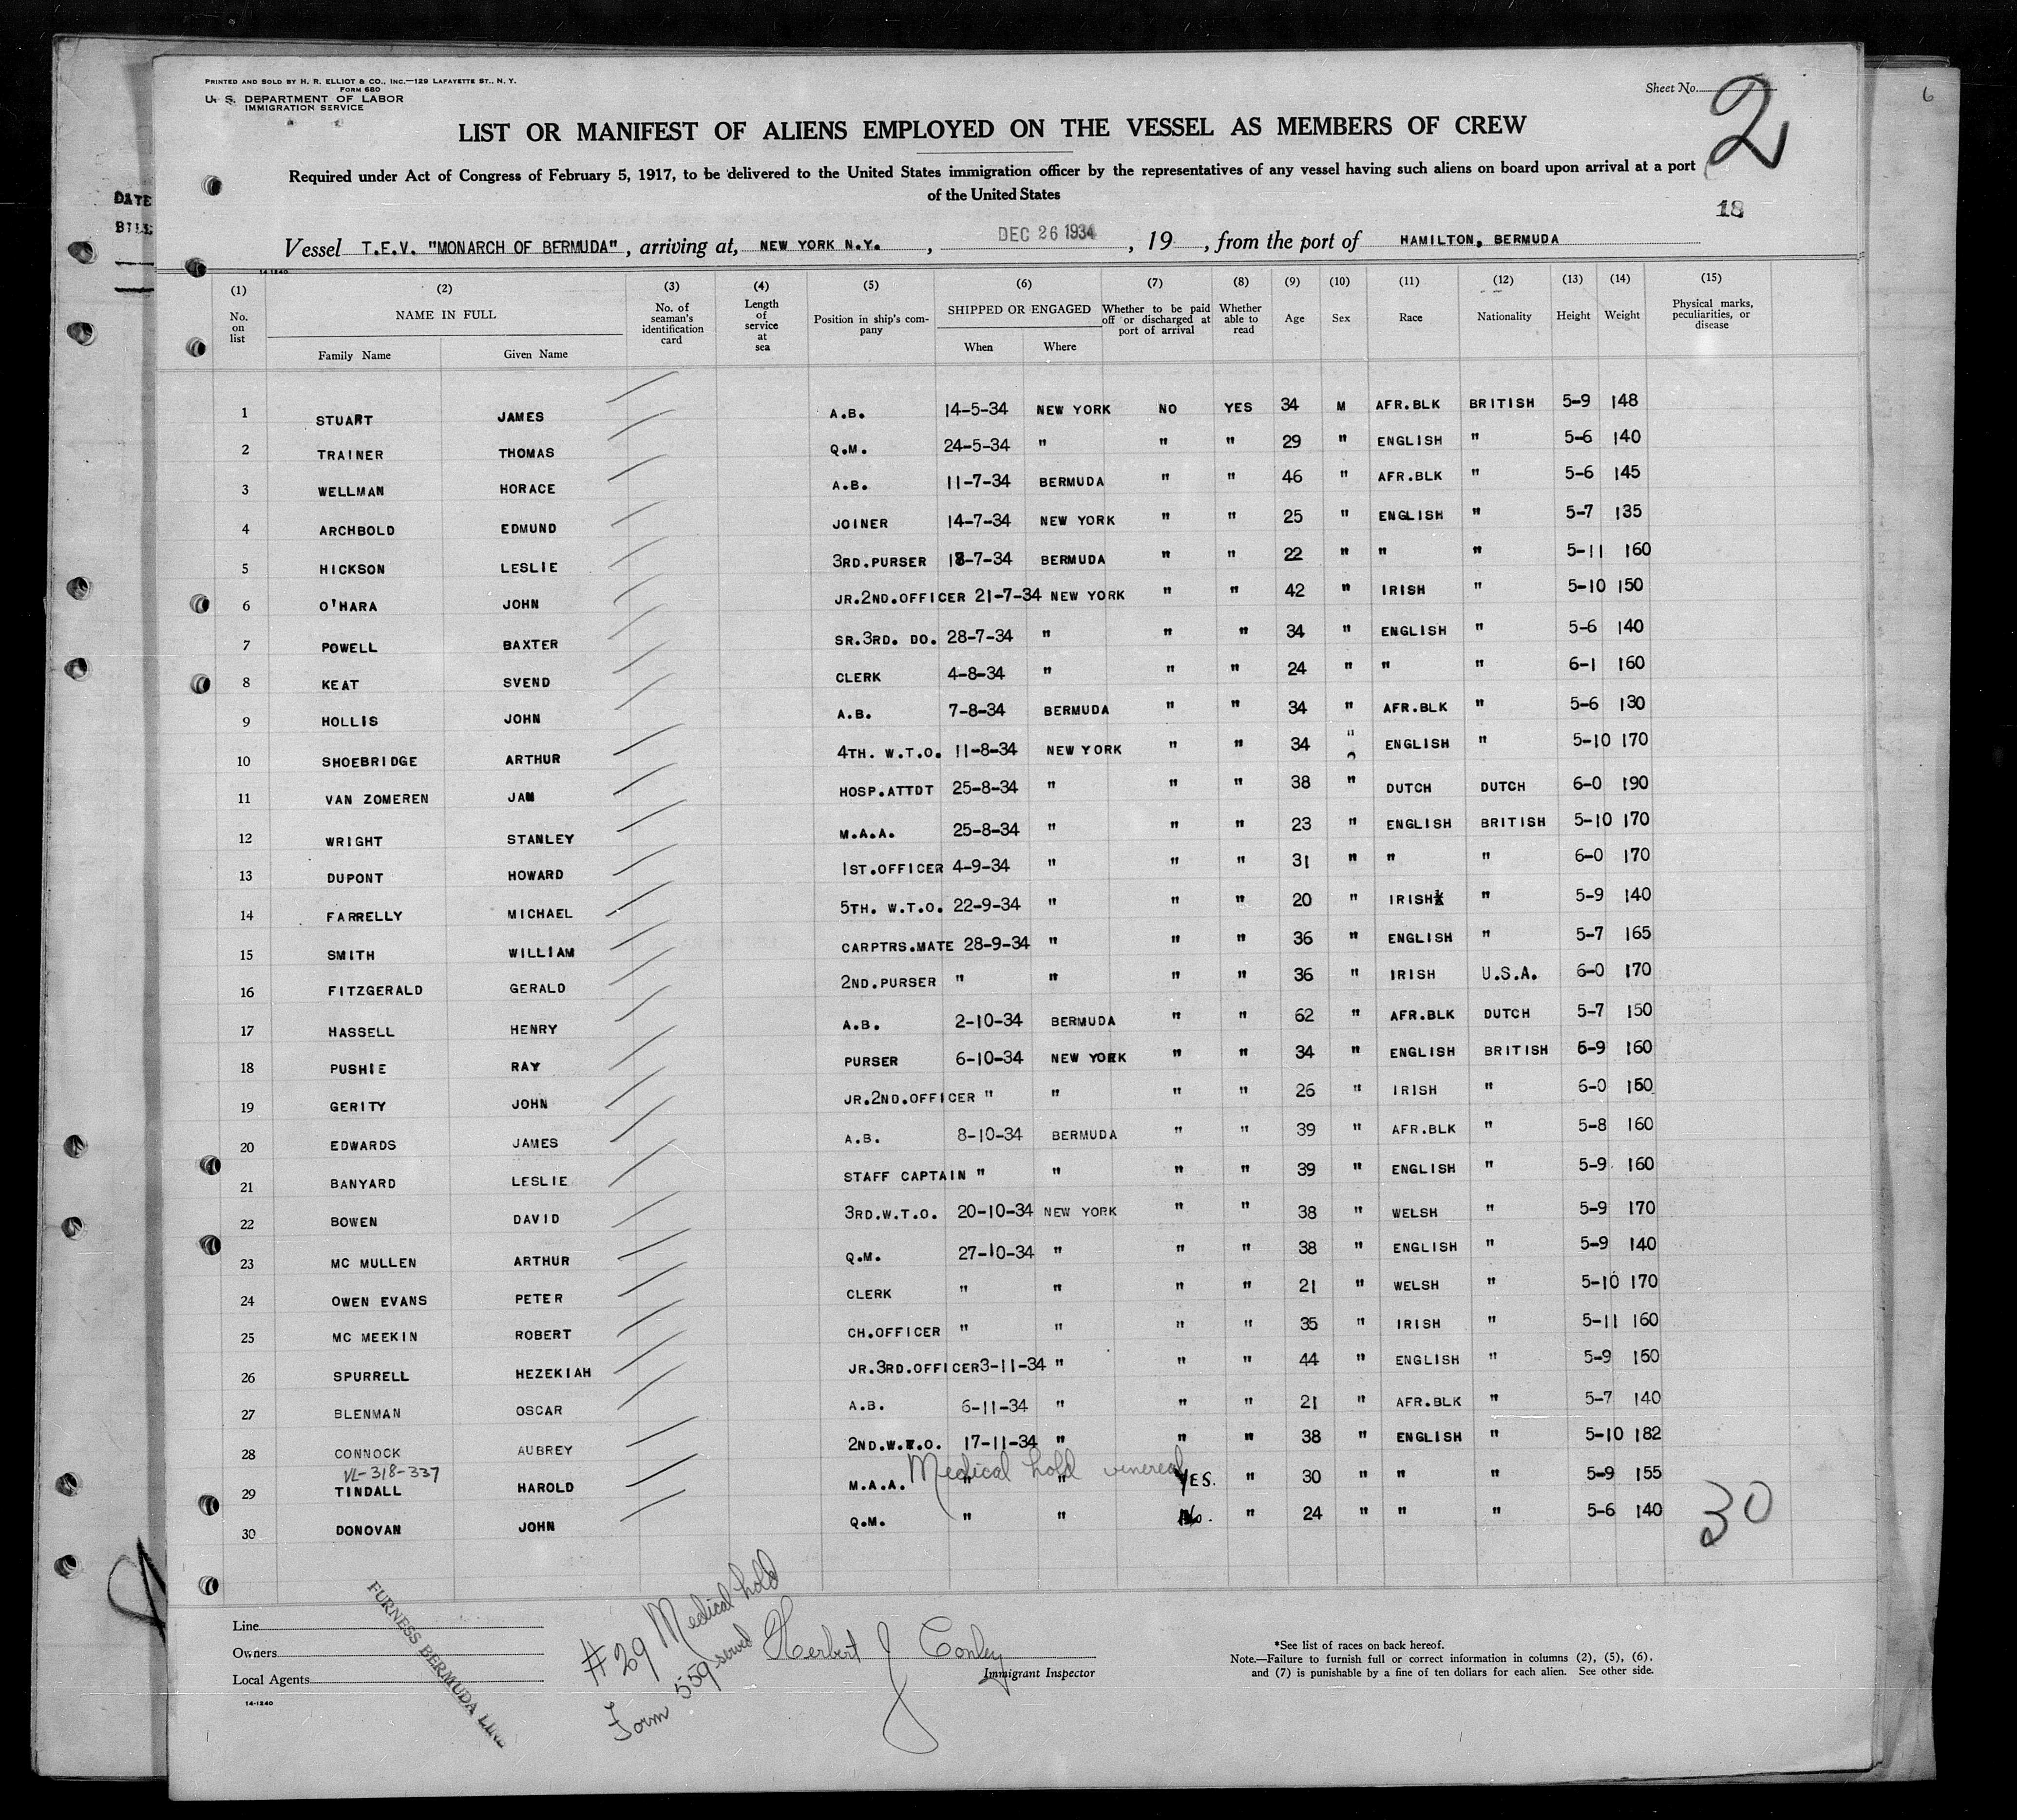 PRINTED AND SOLD BY H. R. ELLIOT & CO., INC.—129 LAFAYETTE ST., N. Y.
FORM 680
U. S. DEPARTMENT OF LABOR
IMMIGRATION SERVICE
Sheet No. 2
6
LIST OR MANIFEST OF ALIENS EMPLOYED ON THE VESSEL AS MEMBERS OF CREW
Required under Act of Congress of February 5, 1917, to be delivered to the United States immigration officer by the representatives of any vessel having such aliens on board upon arrival at a port
of the United States
DATE
18
Vessel T.E.V. "MONARCH OF BERMUDA", arriving at, NEW YORK N.Y., DEC 26 1934, 19 , from the port of HAMILTON, BERMUDA
14-1240
(1) (2) (3) (4) (5) (6) (7) (8) (9) (10) (11) (12) (13) (14) (15)
No. on list NAME IN FULL Family Name Given Name No. of seaman's identification card Length of service at sea Position in ship's company SHIPPED OR ENGAGED When Where Whether to be paid off or discharged at port of arrival Whether able to read Age Sex Race Nationality Height Weight Physical marks, peculiarities, or disease
1 STUART JAMES A.B. 14-5-34 NEW YORK NO YES 34 M AFR.BLK BRITISH 5-9 148
2 TRAINER THOMAS Q.M. 24-5-34 " " " 29 " ENGLISH " 5-6 140
3 WELLMAN HORACE A.B. 11-7-34 BERMUDA " " 46 " AFR.BLK " 5-6 145
4 ARCHBOLD EDMUND JOINER 14-7-34 NEW YORK " " 25 " ENGLISH " 5-7 135
5 HICKSON LESLIE 3RD.PURSER 18-7-34 BERMUDA " " 22 " " " 5-11 160
6 O'HARA JOHN JR.2ND.OFFICER 21-7-34 NEW YORK " " 42 " IRISH " 5-10 150
7 POWELL BAXTER SR.3RD. DO. 28-7-34 " " " 34 " ENGLISH " 5-6 140
8 KEAT SVEND CLERK 4-8-34 " " " 24 " " " 6-1 160
9 HOLLIS JOHN A.B. 7-8-34 BERMUDA " " 34 " AFR.BLK " 5-6 130
10 SHOEBRIDGE ARTHUR 4TH. W.T.O. 11-8-34 NEW YORK " " 34 " ENGLISH " 5-10 170
11 VAN ZOMEREN JAN HOSP.ATTDT 25-8-34 " " " 38 " DUTCH DUTCH 6-0 190
12 WRIGHT STANLEY M.A.A. 25-8-34 " " " 23 " ENGLISH BRITISH 5-10 170
13 DUPONT HOWARD 1ST.OFFICER 4-9-34 " " " 31 " " " 6-0 170
14 FARRELLY MICHAEL 5TH. W.T.O. 22-9-34 " " " 20 " IRISH " 5-9 140
15 SMITH WILLIAM CARPTRS.MATE 28-9-34 " " " 36 " ENGLISH " 5-7 165
16 FITZGERALD GERALD 2ND.PURSER " " " " 36 " IRISH U.S.A. 6-0 170
17 HASSELL HENRY A.B. 2-10-34 BERMUDA " " 62 " AFR.BLK DUTCH 5-7 150
18 PUSHIE RAY PURSER 6-10-34 NEW YORK " " 34 " ENGLISH BRITISH 5-9 160
19 GERITY JOHN JR.2ND.OFFICER " " " " 26 " IRISH " 6-0 150
20 EDWARDS JAMES A.B. 8-10-34 BERMUDA " " 39 " AFR.BLK " 5-8 160
21 BANYARD LESLIE STAFF CAPTAIN " " " " 39 " ENGLISH " 5-9 160
22 BOWEN DAVID 3RD.W.T.O. 20-10-34 NEW YORK " " 38 " WELSH " 5-9 170
23 MC MULLEN ARTHUR Q.M. 27-10-34 " " " 38 " ENGLISH " 5-9 140
24 OWEN EVANS PETER CLERK " " " " 21 " WELSH " 5-10 170
25 MC MEEKIN ROBERT CH.OFFICER " " " " 35 " IRISH " 5-11 160
26 SPURRELL HEZEKIAH JR.3RD.OFFICER 3-11-34 " " " 44 " ENGLISH " 5-9 160
27 BLENMAN OSCAR A.B. 6-11-34 " " " 21 " AFR.BLK " 5-7 140
28 CONNOCK AUBREY 2ND.W.T.O. 17-11-34 " " " 38 " ENGLISH " 5-10 182
VL-318-337 Medical hold venereal
29 TINDALL HAROLD M.A.A. " " YES. " 30 " " " 5-9 155
30 DONOVAN JOHN Q.M. " " No. " 24 " " " 5-6 140
30
Line
Owners
Local Agents
14-1240
FURNESS BERMUDA LINE
#29 Medical hold
Form 559 served
Herbert J Conley
Immigrant Inspector
*See list of races on back hereof.
Note.—Failure to furnish full or correct information in columns (2), (5), (6),
and (7) is punishable by a fine of ten dollars for each alien. See other side.